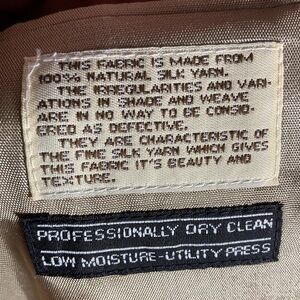 THIS FABRIC IS MADE FROM
100% NATURAL SILK YARN.
THE IRREGULARITIES AND VARI-
ATIONS IN SHADE AND WEAVE
ARE IN NO WAY TO BE CONSID-
ERED AS DEFECTIVE.
THEY ARE CHARACTERISTIC OF
THE FINE SILK YARN WHICH GIVES
THIS FABRIC IT'S BEAUTY AND
TEXTURE.
PROFESSIONALLY DRY CLEAN
LOW MOISTURE-UTILITY PRESS